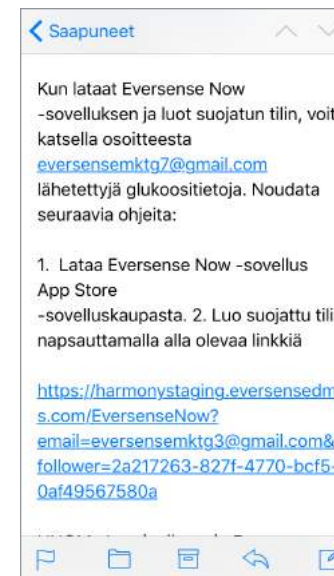 Saapuneet
Kun lataat Eversense Now
-sovelluksen ja luot suojatun tilin, voit
katsella osoitteesta
eversensemktg7@gmail.com
lähetettyjä glukoositietoja. Noudata
seuraavia ohjeita:
1. Lataa Eversense Now -sovellus
App Store
-sovelluskaupasta. 2. Luo suojattu tili
napsauttamalla alla olevaa linkkiä
https://harmonystaging.eversensedm
s.com/EversenseNow?
email=eversensemktg3@gmail.com&
follower=2a217263-827f-4770-bcf5-
0af49567580a